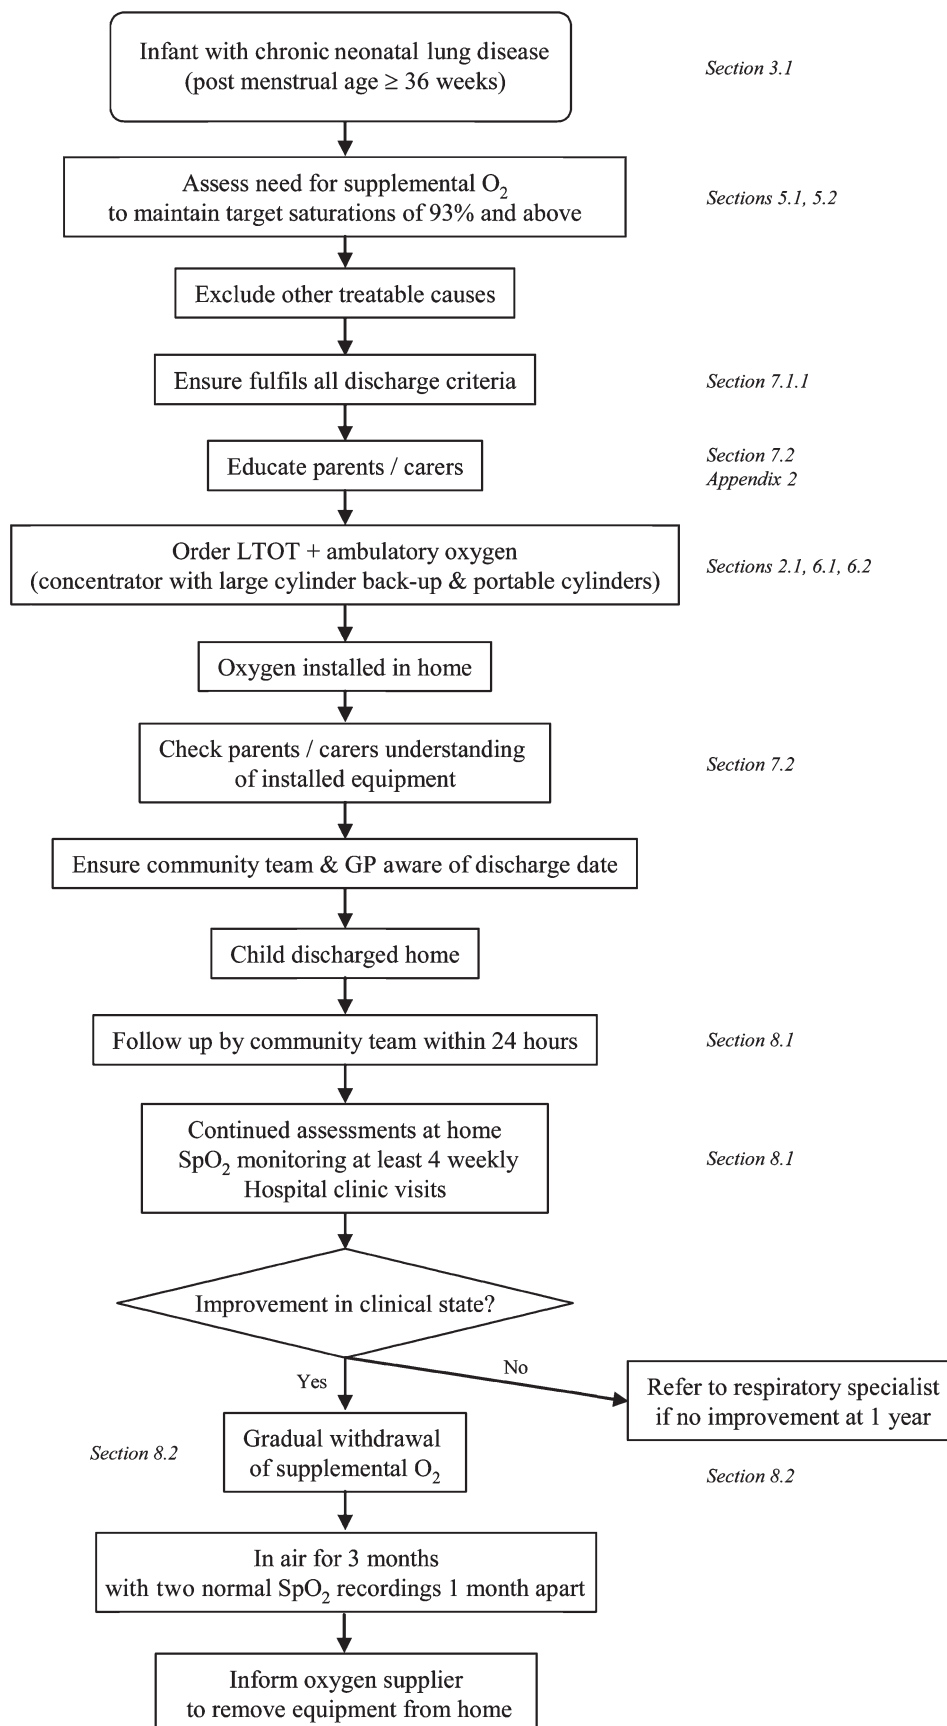 Infant with chronic neonatal lung disease
(post menstrual age ≥ 36 weeks)
Section 3.1
Assess need for supplemental O₂
to maintain target saturations of 93% and above
Sections 5.1, 5.2
Exclude other treatable causes
Ensure fulfils all discharge criteria
Section 7.1.1
Educate parents / carers
Section 7.2
Appendix 2
Order LTOT + ambulatory oxygen
(concentrator with large cylinder back-up & portable cylinders)
Sections 2.1, 6.1, 6.2
Oxygen installed in home
Check parents / carers understanding
of installed equipment
Section 7.2
Ensure community team & GP aware of discharge date
Child discharged home
Follow up by community team within 24 hours
Section 8.1
Continued assessments at home
SpO₂ monitoring at least 4 weekly
Hospital clinic visits
Section 8.1
Improvement in clinical state?
Yes
No
Refer to respiratory specialist
if no improvement at 1 year
Section 8.2
Gradual withdrawal
of supplemental O₂
Section 8.2
In air for 3 months
with two normal SpO₂ recordings 1 month apart
Inform oxygen supplier
to remove equipment from home